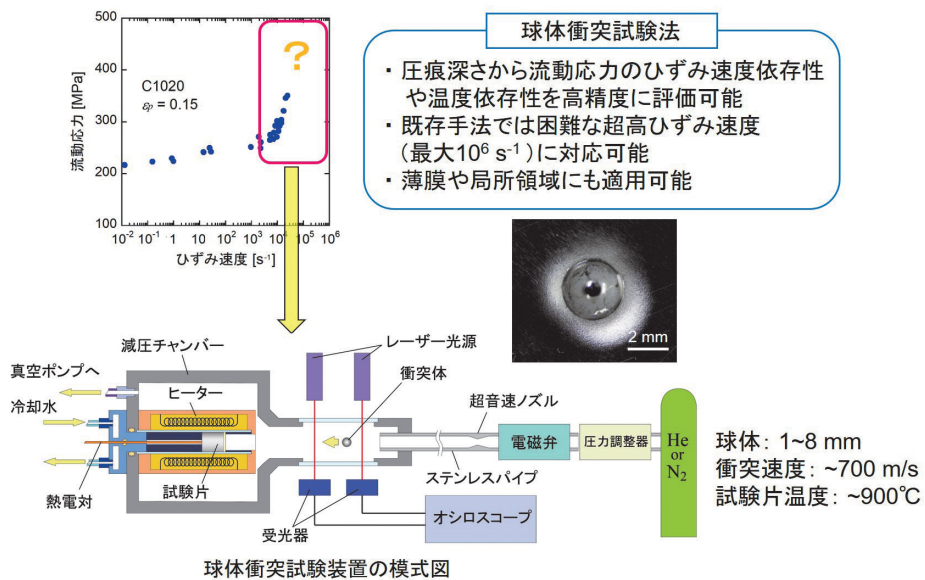 500
400
300
200
100
流動応力 [MPa]
C1020
εp = 0.15
?
10-2 10-1 1 10 102 103 104 105 106
ひずみ速度 [s-1]
球体衝突試験法
・圧痕深さから流動応力のひずみ速度依存性
や温度依存性を高精度に評価可能
・既存手法では困難な超高ひずみ速度
（最大106 s-1）に対応可能
・薄膜や局所領域にも適用可能
2 mm
減圧チャンバー
真空ポンプへ
ヒーター
冷却水
熱電対
試験片
レーザー光源
衝突体
超音速ノズル
電磁弁
圧力調整器
He
or
N2
ステンレスパイプ
受光器
オシロスコープ
球体： 1~8 mm
衝突速度： ~700 m/s
試験片温度： ~900℃
球体衝突試験装置の模式図